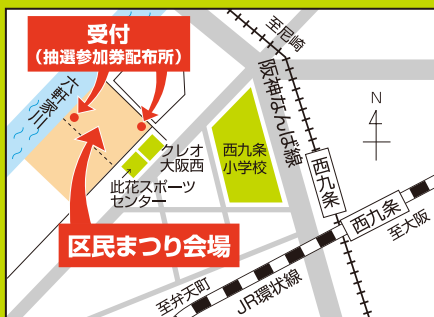 受付
(抽選参加券配布所)
至尼崎
六軒家川
阪神なんば線
N
クレオ
大阪西
西九条
小学校
此花スポーツ
センター
西九条
西九条
至大阪
区民まつり会場
至弁天町
JR環状線